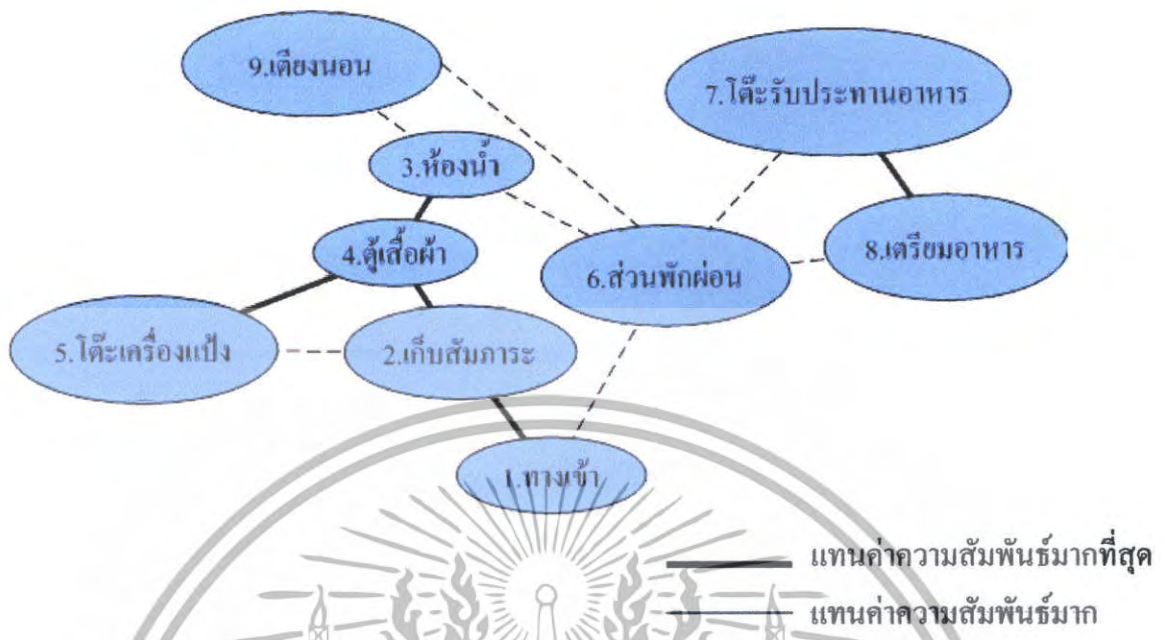 9.เตียงนอน
7.โต๊ะรับประทานอาหาร
3.ห้องน้ำ
4.ตู้เสื้อผ้า
8.เตรียมอาหาร
6.ส่วนพักผ่อน
5.โต๊ะเครื่องแป้ง
2.เก็บสัมภาระ
1.ทางเข้า
แทนค่าความสัมพันธ์มากที่สุด
แทนค่าความสัมพันธ์มาก